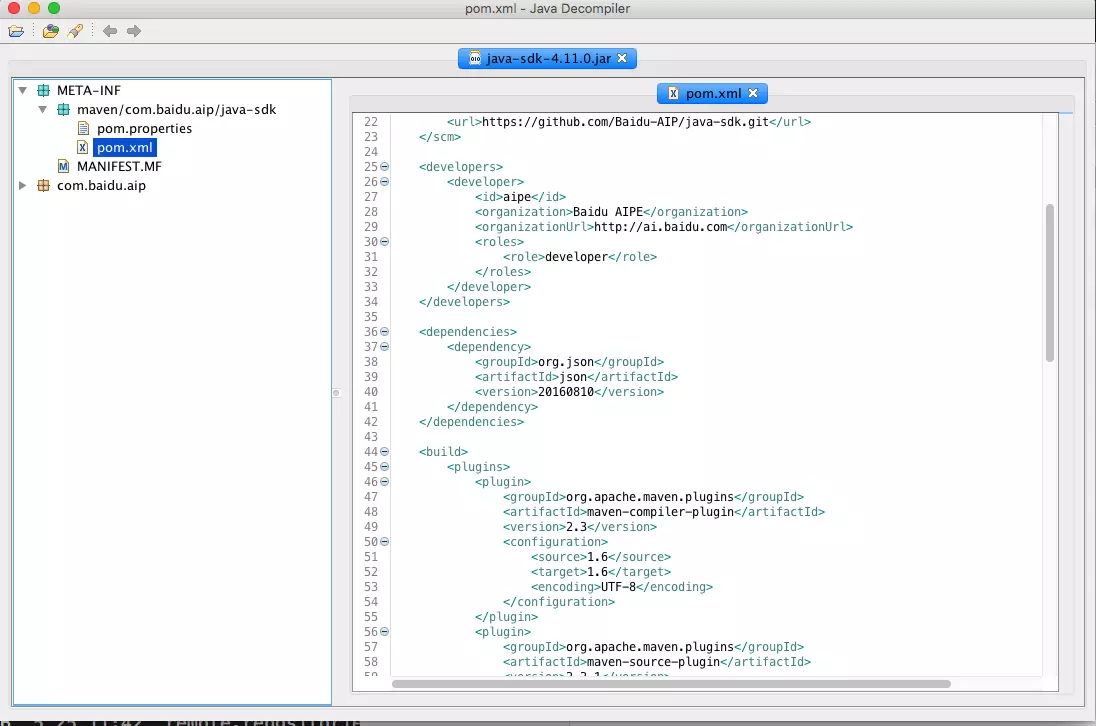 pom.xml - Java Decompiler
java-sdk-4.11.0.jar
META-INF
maven/com.baidu.aip/java-sdk
pom.properties
pom.xml
MANIFEST.MF
com.baidu.aip
pom.xml
22 <url>https://github.com/Baidu-AIP/java-sdk.git</url>
23 </scm>
24
25 <developers>
26 <developer>
27 <id>aipe</id>
28 <organization>Baidu AIPE</organization>
29 <organizationUrl>http://ai.baidu.com</organizationUrl>
30 <roles>
31 <role>developer</role>
32 </roles>
33 </developer>
34 </developers>
35
36 <dependencies>
37 <dependency>
38 <groupId>org.json</groupId>
39 <artifactId>json</artifactId>
40 <version>20160810</version>
41 </dependency>
42 </dependencies>
43
44 <build>
45 <plugins>
46 <plugin>
47 <groupId>org.apache.maven.plugins</groupId>
48 <artifactId>maven-compiler-plugin</artifactId>
49 <version>2.3</version>
50 <configuration>
51 <source>1.6</source>
52 <target>1.6</target>
53 <encoding>UTF-8</encoding>
54 </configuration>
55 </plugin>
56 <plugin>
57 <groupId>org.apache.maven.plugins</groupId>
58 <artifactId>maven-source-plugin</artifactId>